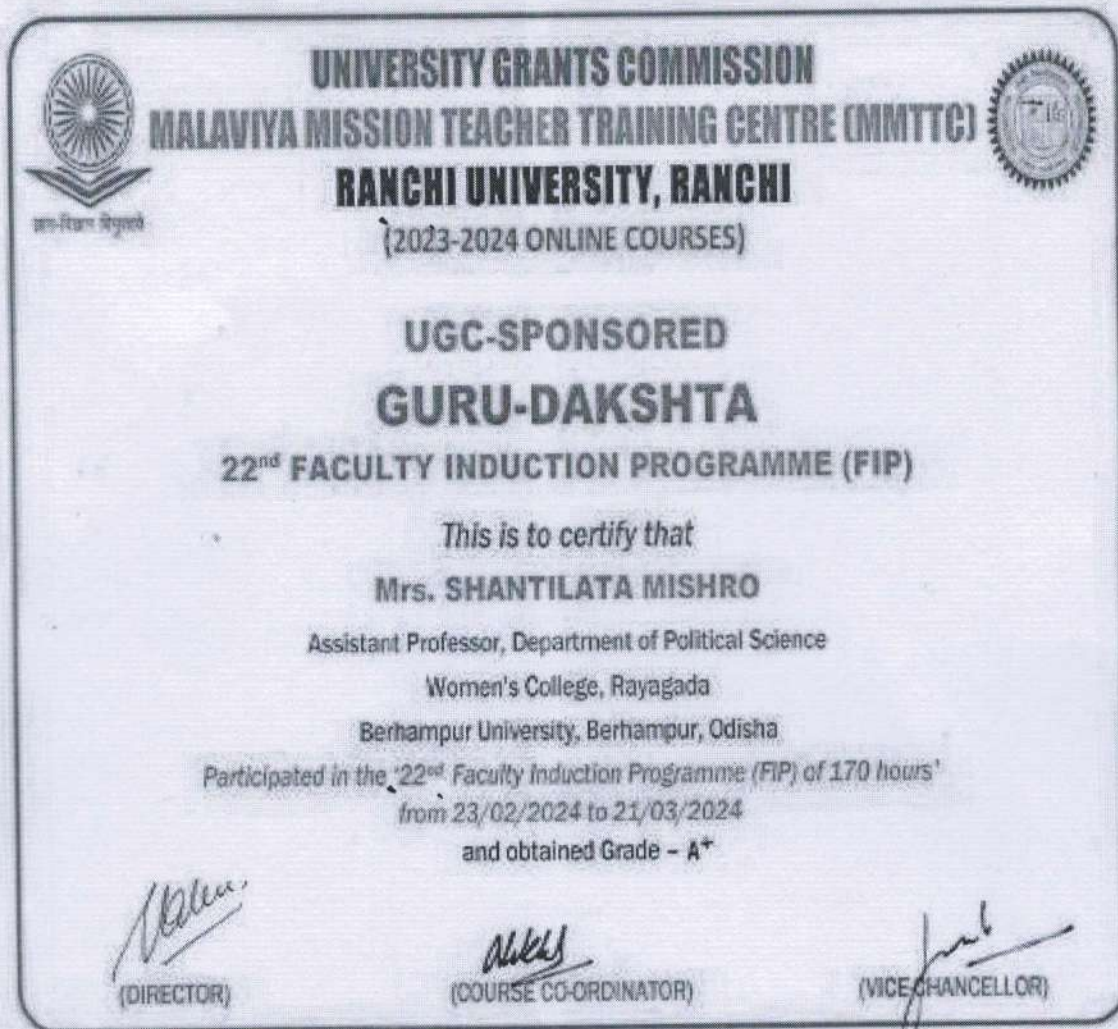 UNIVERSITY GRANTS COMMISSION
MALAVIYA MISSION TEACHER TRAINING CENTRE (MMTTC)
RANCHI UNIVERSITY, RANCHI
ज्ञान-विज्ञान विमुक्तये
(2023-2024 ONLINE COURSES)
UGC-SPONSORED
GURU-DAKSHTA
22nd FACULTY INDUCTION PROGRAMME (FIP)
This is to certify that
Mrs. SHANTILATA MISHRO
Assistant Professor, Department of Political Science
Women's College, Rayagada
Berhampur University, Berhampur, Odisha
Participated in the '22nd Faculty Induction Programme (FIP) of 170 hours'
from 23/02/2024 to 21/03/2024
and obtained Grade – A+
(DIRECTOR)
(COURSE CO-ORDINATOR)
(VICE CHANCELLOR)